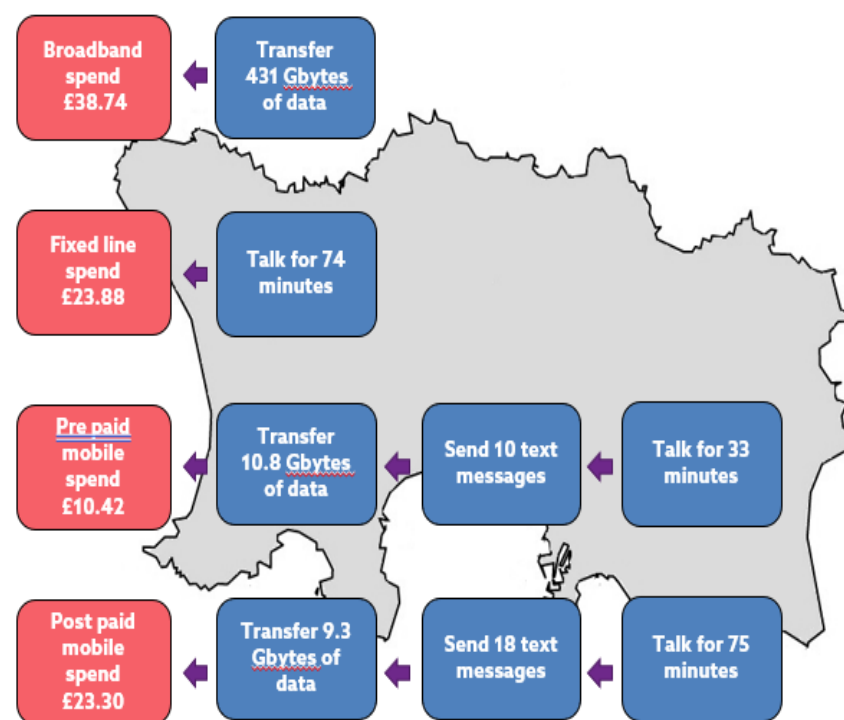 Broadband
spend
£38.74
Transfer
431 Gbytes
of data
Fixed line
spend
£23.88
Talk for 74
minutes
Pre paid
mobile
spend
£10.42
Transfer
10.8 Gbytes
of data
Send 10 text
messages
Talk for 33
minutes
Post paid
mobile
spend
£23.30
Transfer 9.3
Gbytes of
data
Send 18 text
messages
Talk for 75
minutes